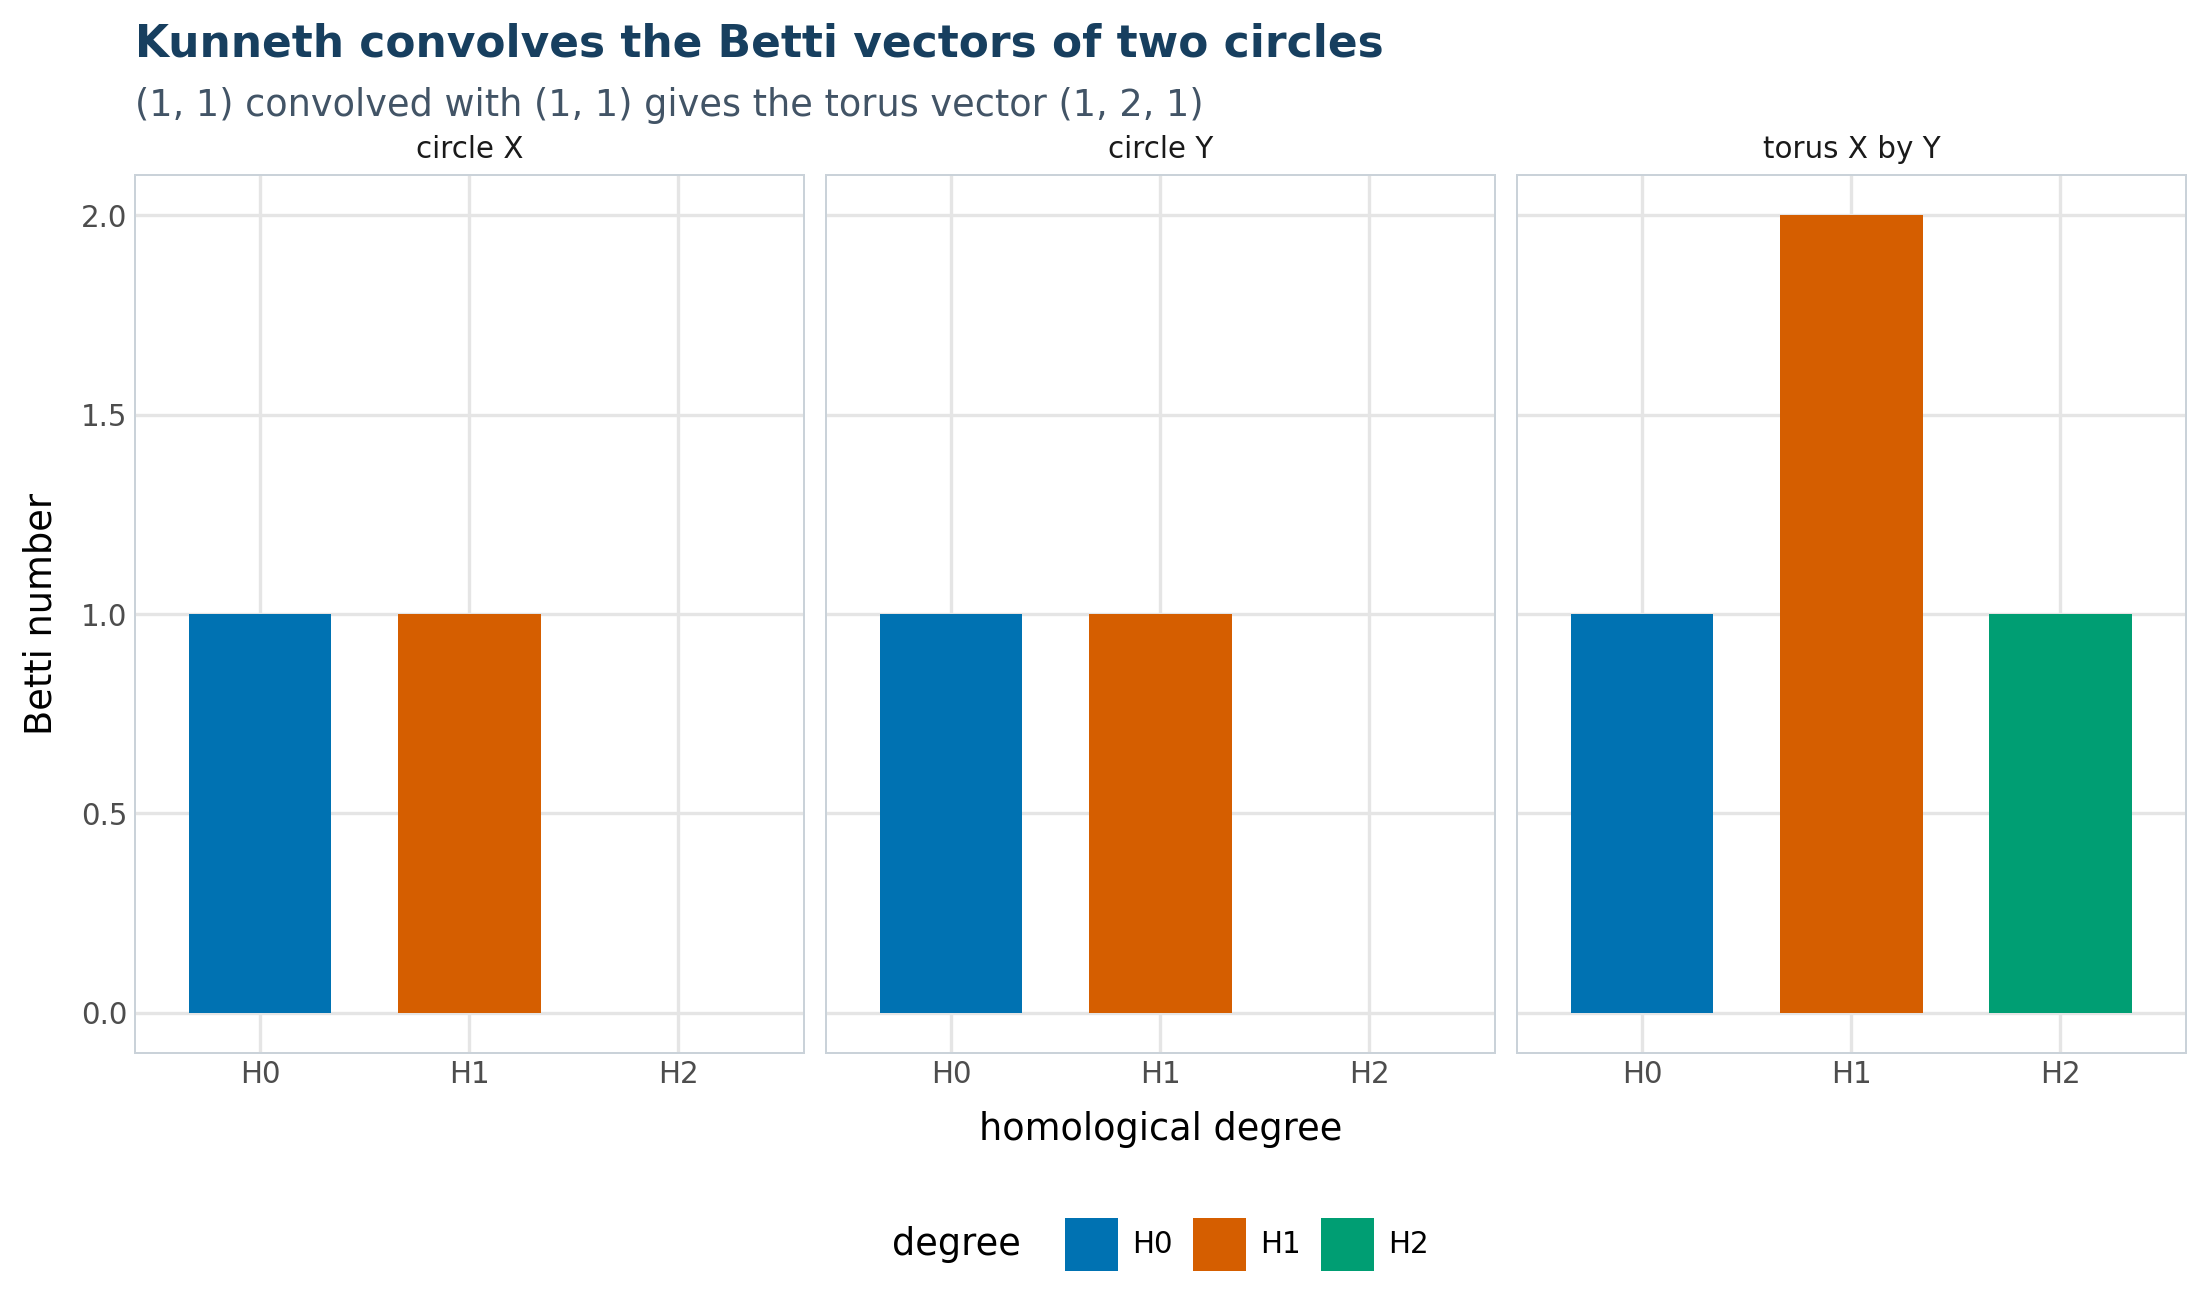 Kunneth convolves the Betti vectors of two circles
(1, 1) convolved with (1, 1) gives the torus vector (1, 2, 1)
circle X
circle Y
torus X by Y
Betti number
2.0
1.5
1.0
0.5
0.0
H0 H1 H2
H0 H1 H2
H0 H1 H2
homological degree
degree H0 H1 H2